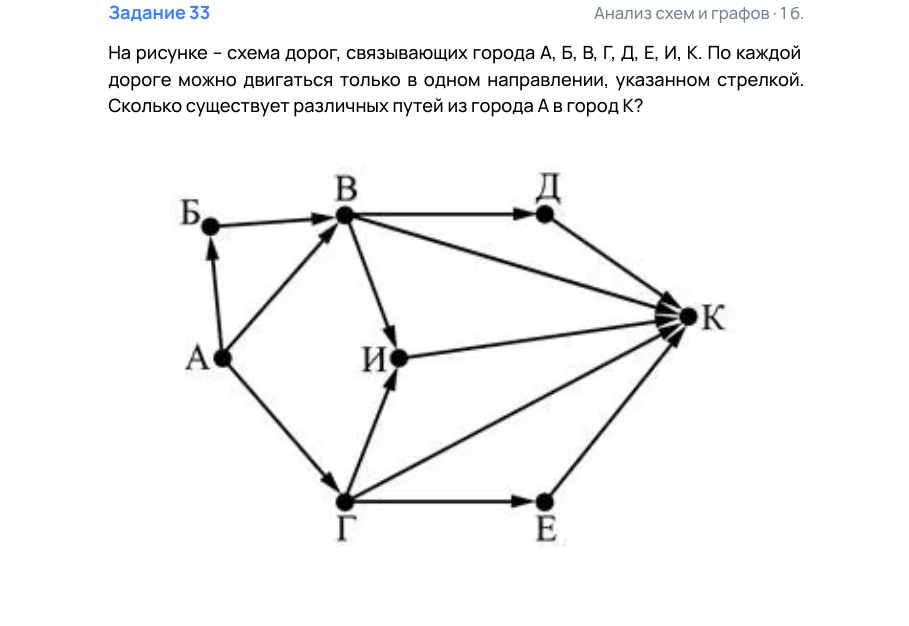 Задание 33
Анализ схем и графов · 1 б.
На рисунке – схема дорог, связывающих города А, Б, В, Г, Д, Е, И, К. По каждой
дороге можно двигаться только в одном направлении, указанном стрелкой.
Сколько существует различных путей из города А в город К?
В
Д
Б
К
А
И
Г
Е